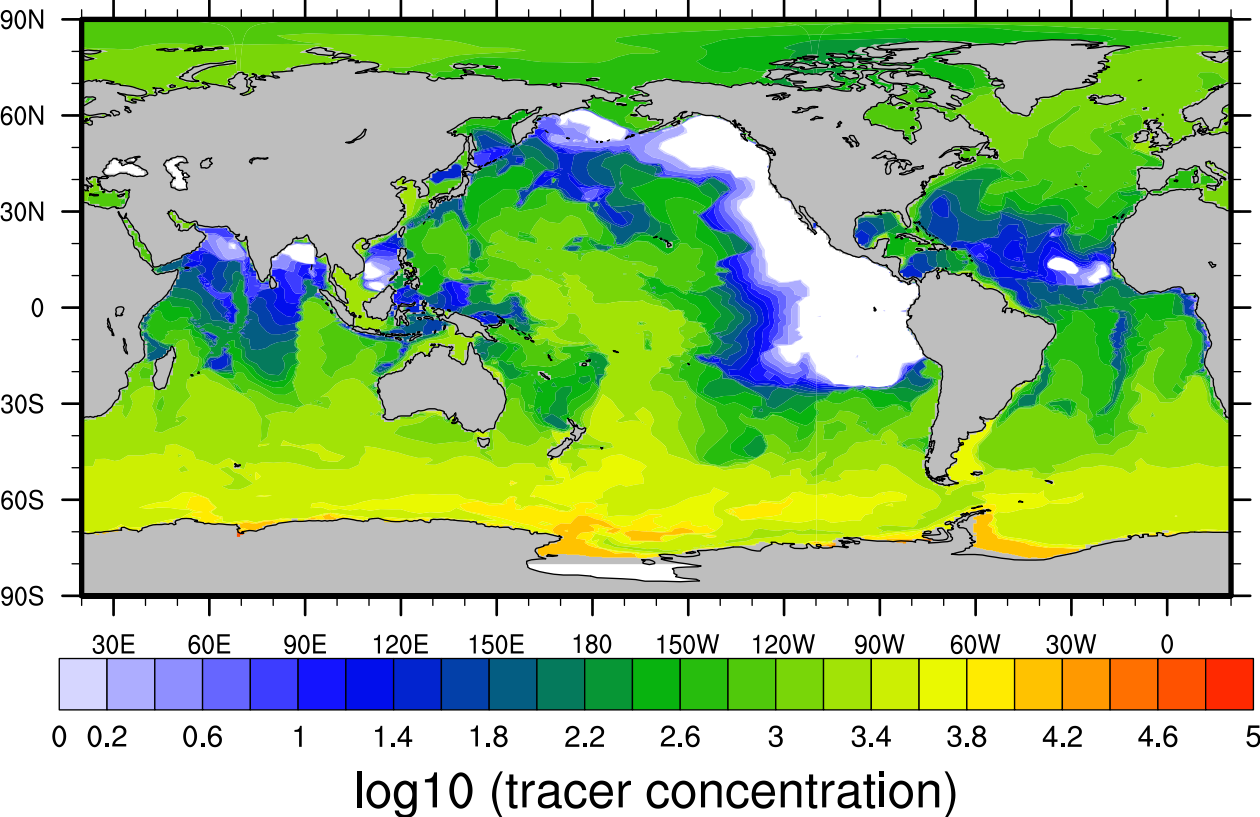 90N
60N
30N
0
30S
60S
90S
30E 60E 90E 120E 150E 180 150W 120W 90W 60W 30W 0
0 0.2 0.6 1 1.4 1.8 2.2 2.6 3 3.4 3.8 4.2 4.6 5
log10 (tracer concentration)